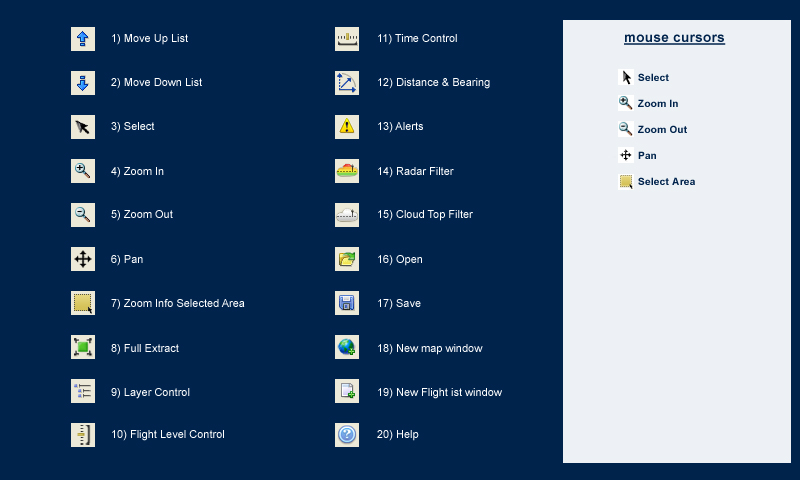 1) Move Up List
2) Move Down List
3) Select
4) Zoom In
5) Zoom Out
6) Pan
7) Zoom Info Selected Area
8) Full Extract
9) Layer Control
10) Flight Level Control
11) Time Control
12) Distance & Bearing
13) Alerts
14) Radar Filter
15) Cloud Top Filter
16) Open
17) Save
18) New map window
19) New Flight ist window
20) Help
mouse cursors
Select
Zoom In
Zoom Out
Pan
Select Area